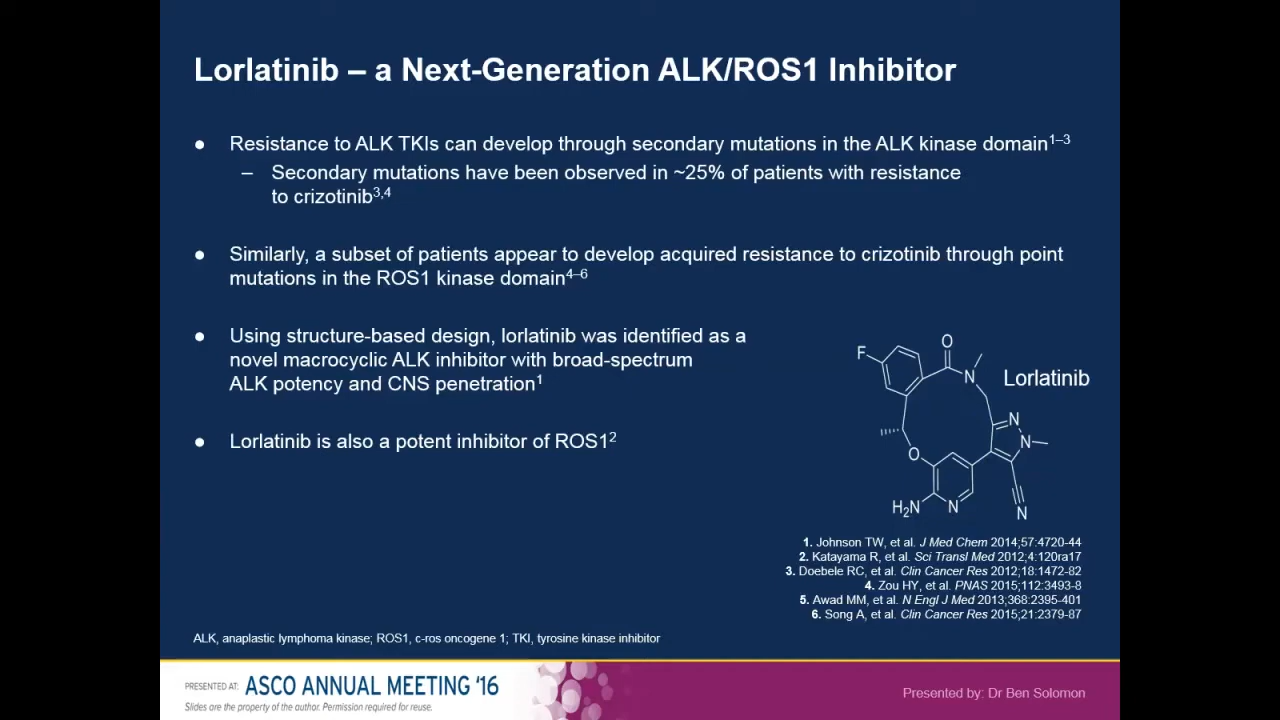 Lorlatinib – a Next-Generation ALK/ROS1 Inhibitor
● Resistance to ALK TKIs can develop through secondary mutations in the ALK kinase domain1–3
– Secondary mutations have been observed in ~25% of patients with resistance
to crizotinib3,4
● Similarly, a subset of patients appear to develop acquired resistance to crizotinib through point
mutations in the ROS1 kinase domain4–6
● Using structure-based design, lorlatinib was identified as a
novel macrocyclic ALK inhibitor with broad-spectrum
ALK potency and CNS penetration1
● Lorlatinib is also a potent inhibitor of ROS12
O
F
N
Lorlatinib
N
N
O
H2N
N
N
1. Johnson TW, et al. J Med Chem 2014;57:4720-44
2. Katayama R, et al. Sci Transl Med 2012;4:120ra17
3. Doebele RC, et al. Clin Cancer Res 2012;18:1472-82
4. Zou HY, et al. PNAS 2015;112:3493-8
5. Awad MM, et al. N Engl J Med 2013;368:2395-401
6. Song A, et al. Clin Cancer Res 2015;21:2379-87
ALK, anaplastic lymphoma kinase; ROS1, c-ros oncogene 1; TKI, tyrosine kinase inhibitor
PRESENTED AT: ASCO ANNUAL MEETING '16
Slides are the property of the author. Permission required for reuse.
Presented by: Dr Ben Solomon